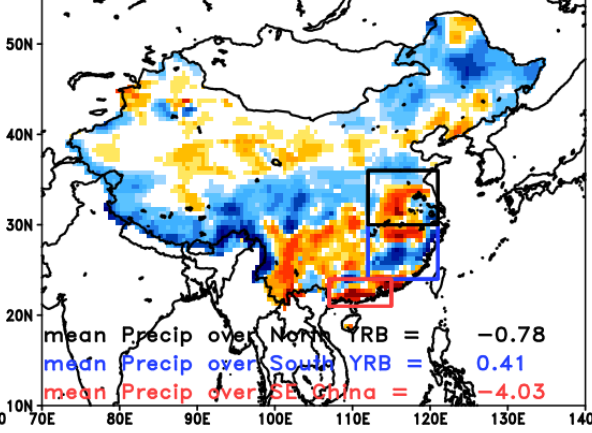 50N
40N
30N
20N
mean Precip over North YRB = -0.78
mean Precip over South YRB = 0.41
mean Precip over SE China = -4.03
10N
0 70E 80E 90E 100E 110E 120E 130E 140